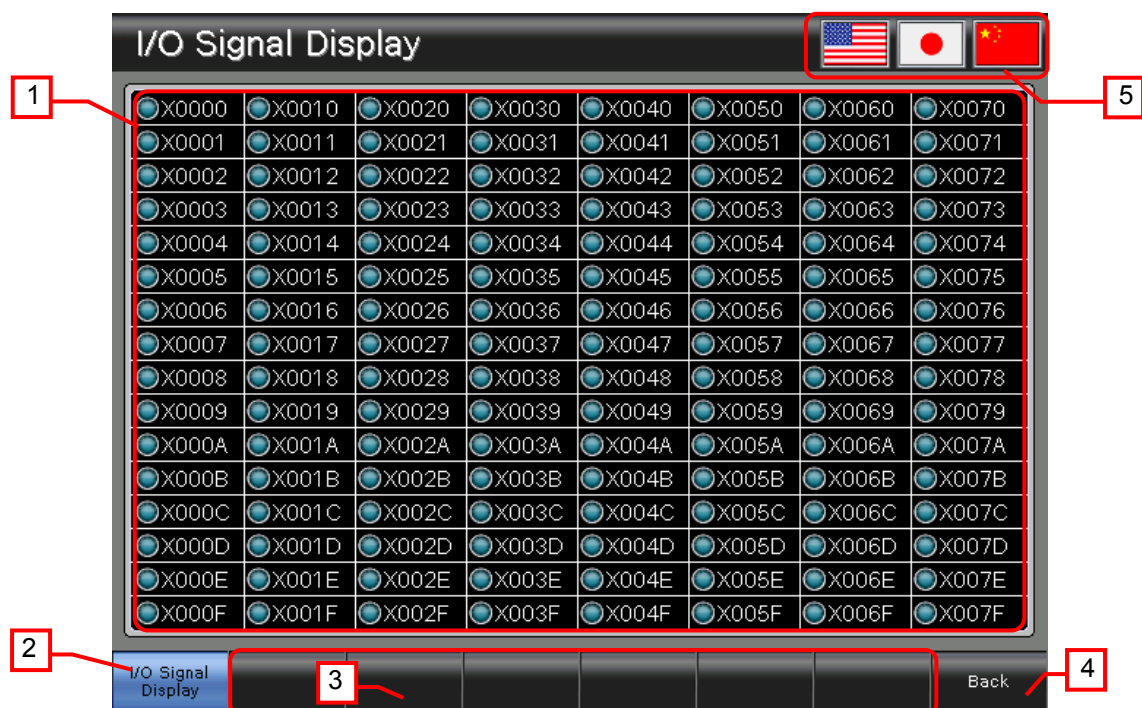 I/O Signal Display
1
5
X0000 X0010 X0020 X0030 X0040 X0050 X0060 X0070
X0001 X0011 X0021 X0031 X0041 X0051 X0061 X0071
X0002 X0012 X0022 X0032 X0042 X0052 X0062 X0072
X0003 X0013 X0023 X0033 X0043 X0053 X0063 X0073
X0004 X0014 X0024 X0034 X0044 X0054 X0064 X0074
X0005 X0015 X0025 X0035 X0045 X0055 X0065 X0075
X0006 X0016 X0026 X0036 X0046 X0056 X0066 X0076
X0007 X0017 X0027 X0037 X0047 X0057 X0067 X0077
X0008 X0018 X0028 X0038 X0048 X0058 X0068 X0078
X0009 X0019 X0029 X0039 X0049 X0059 X0069 X0079
X000A X001A X002A X003A X004A X005A X006A X007A
X000B X001B X002B X003B X004B X005B X006B X007B
X000C X001C X002C X003C X004C X005C X006C X007C
X000D X001D X002D X003D X004D X005D X006D X007D
X000E X001E X002E X003E X004E X005E X006E X007E
X000F X001F X002F X003F X004F X005F X006F X007F
2
I/O Signal
Display
3
Back
4